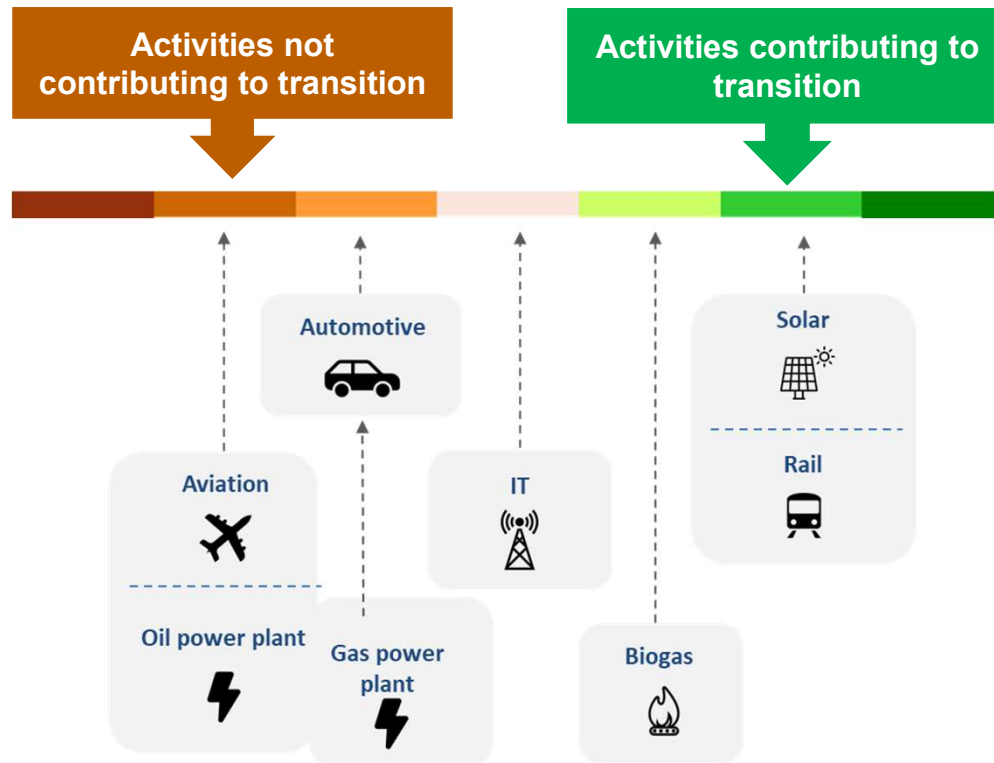 Activities not
contributing to transition
Activities contributing to
transition
Automotive
Solar
Aviation
IT
Rail
Oil power plant
Gas power
plant
Biogas